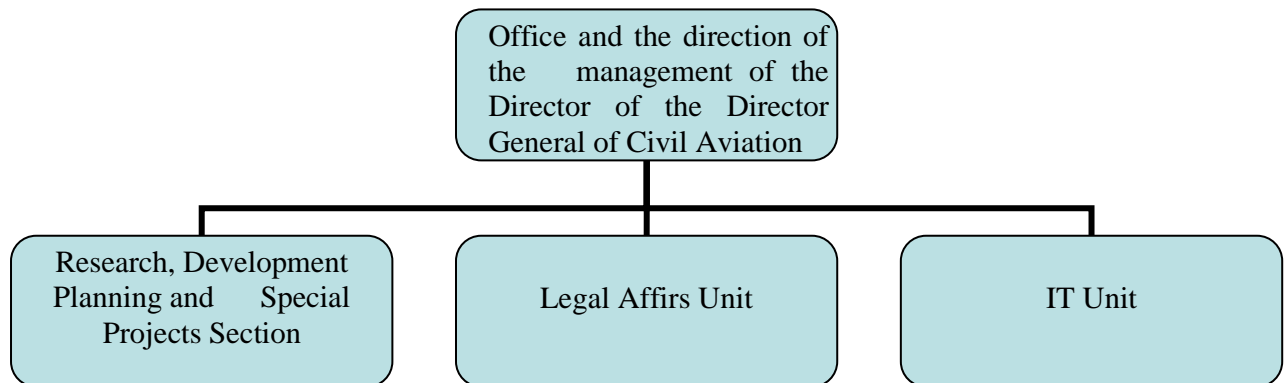 Office and the direction of
the management of the
Director of the Director
General of Civil Aviation
Research, Development
Planning and Special
Projects Section
Legal Affirs Unit
IT Unit